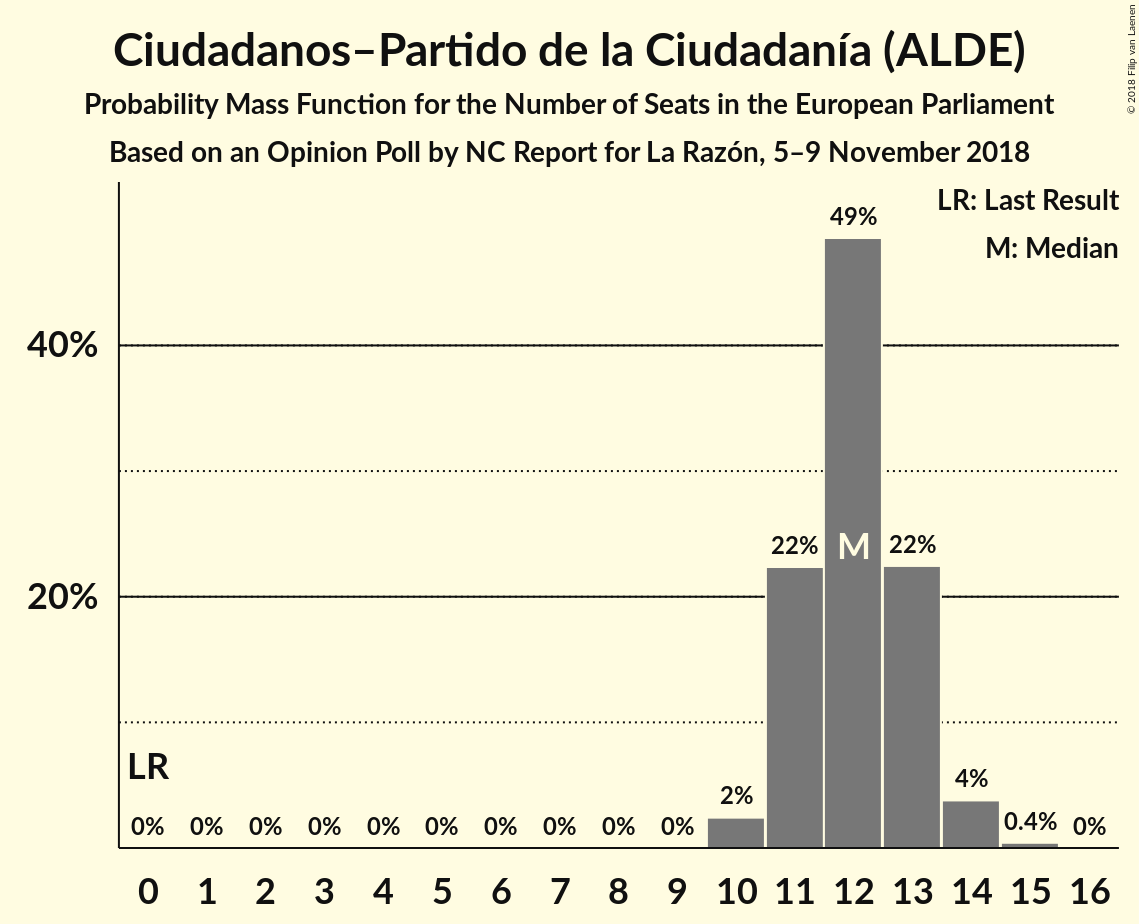 Ciudadanos–Partido de la Ciudadanía (ALDE)
Probability Mass Function for the Number of Seats in the European Parliament
Based on an Opinion Poll by NC Report for La Razón, 5–9 November 2018
© 2018 Filip van Laenen
LR: Last Result
M: Median
49%
40%
22% M 22%
20%
LR
0% 0% 0% 0% 0% 0% 0% 0% 0% 0% 2% 4% 0.4% 0%
0 1 2 3 4 5 6 7 8 9 10 11 12 13 14 15 16